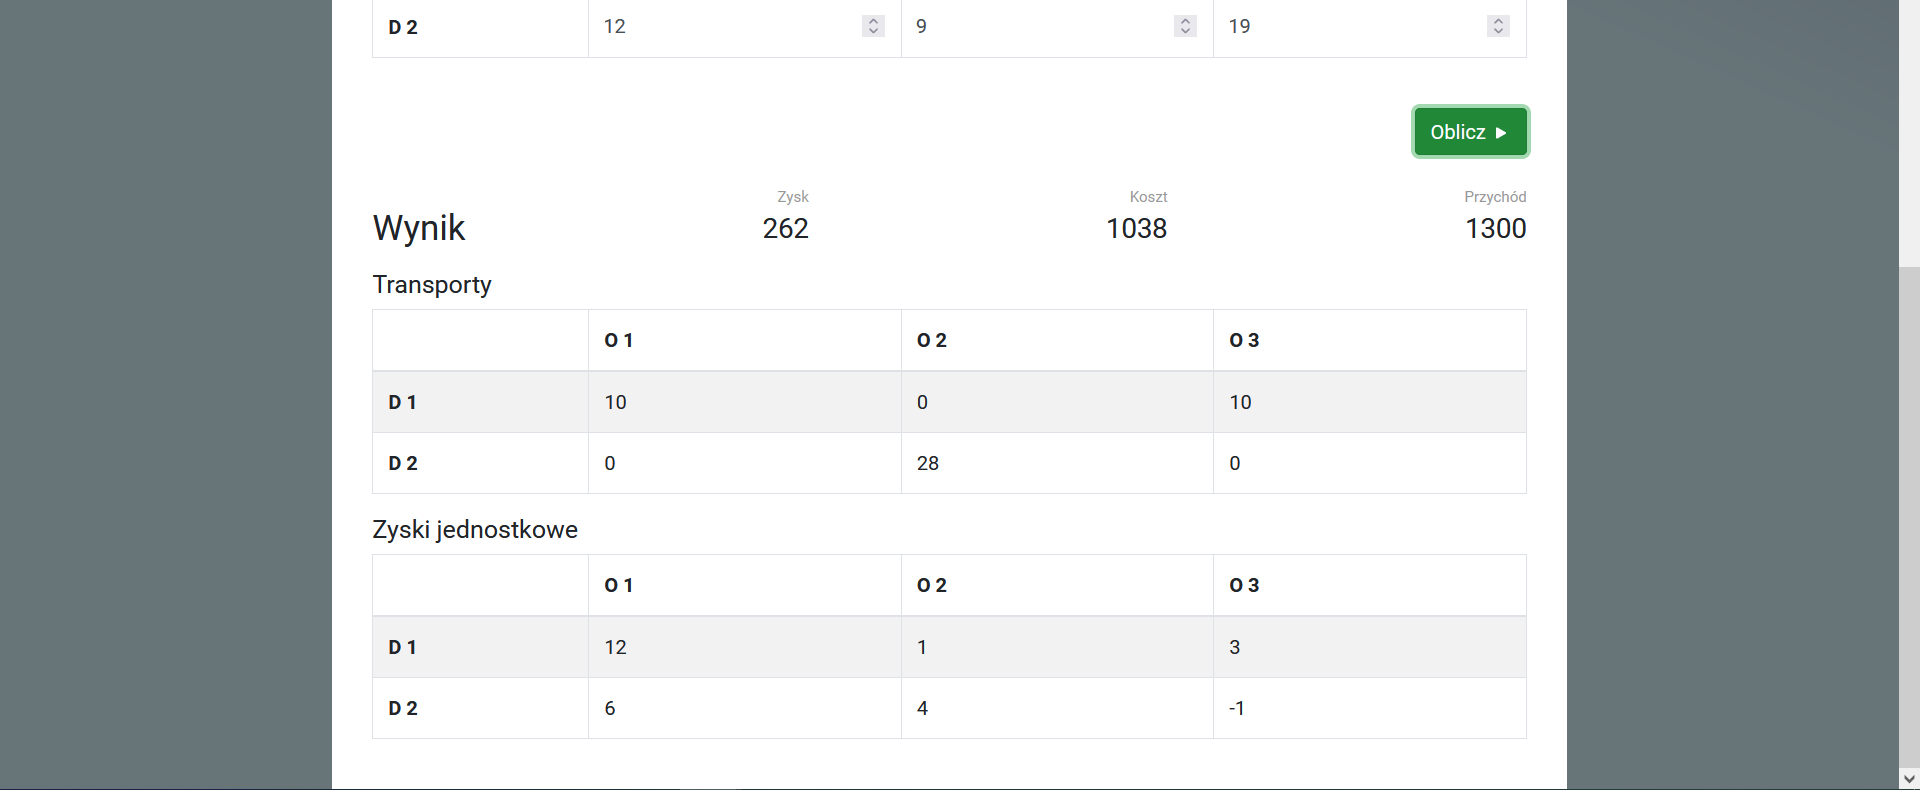 D 2 12 9 19
Oblicz
Zysk Koszt Przychód
Wynik 262 1038 1300
Transporty
O 1 O 2 O 3
D 1 10 0 10
D 2 0 28 0
Zyski jednostkowe
O 1 O 2 O 3
D 1 12 1 3
D 2 6 4 -1